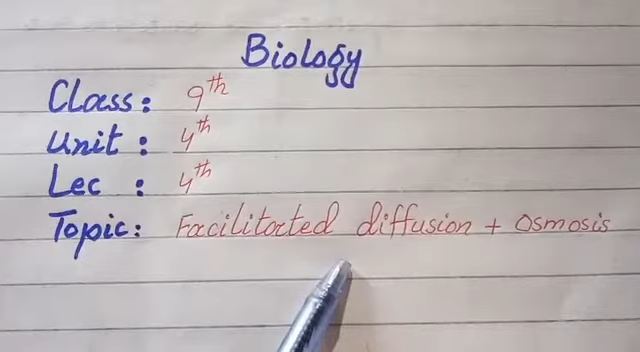 Biology
Class: 9th
Unit: 4th
Lec: 4th
Topic: Facilitated diffusion + Osmosis